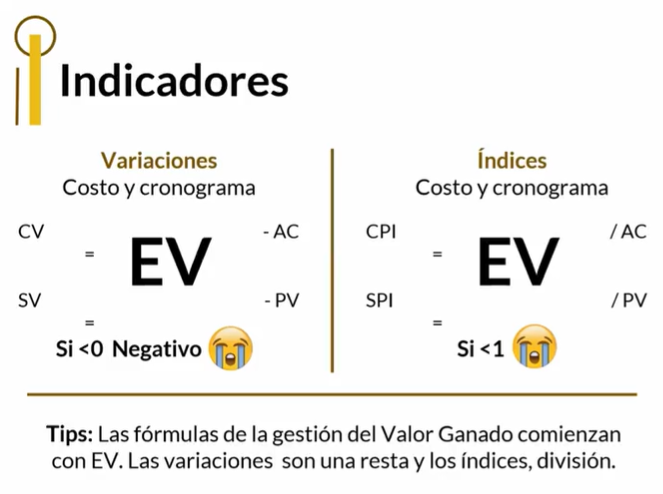 Indicadores
Variaciones
Costo y cronograma
CV = EV - AC
SV = - PV
Si <0 Negativo
Índices
Costo y cronograma
CPI = EV / AC
SPI = / PV
Si <1
Tips: Las fórmulas de la gestión del Valor Ganado comienzan
con EV. Las variaciones son una resta y los índices, división.